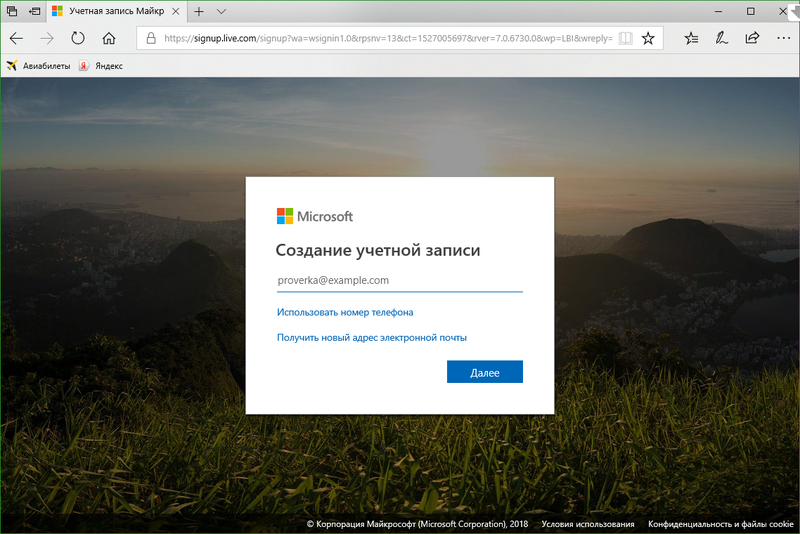 Учетная запись Майкр
https://signup.live.com/signup?wa=wsignin1.0&rpsnv=13&ct=1527005697&rver=7.0.6730.0&wp=LBI&wreply=
Авиабилеты Яндекс
Microsoft
Создание учетной записи
proverka@example.com
Использовать номер телефона
Получить новый адрес электронной почты
Далее
© Корпорация Майкрософт (Microsoft Corporation), 2018 Условия использования Конфиденциальность и файлы cookie